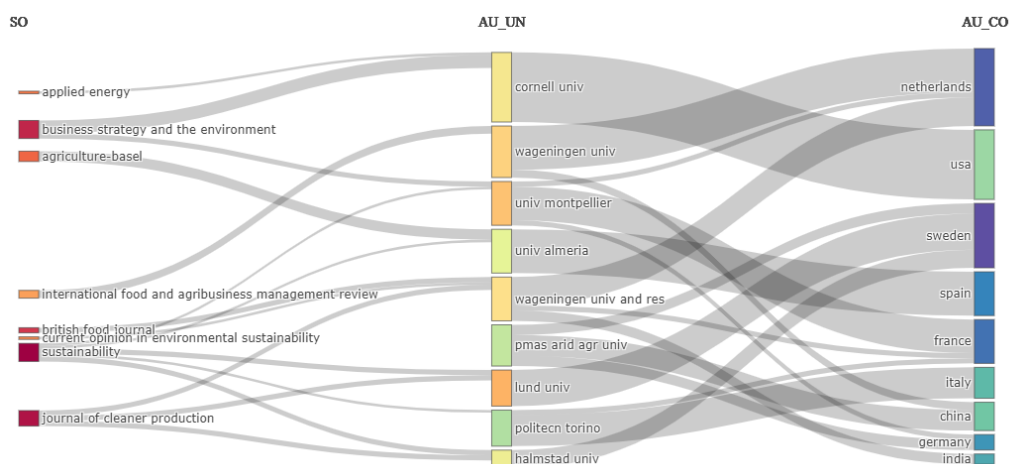 SO AU_UN AU_CO
netherlands
cornell univ
applied energy
business strategy and the environment
wageningen univ
agriculture-basel
usa
univ montpellier
sweden
univ almeria
spain
international food and agribusiness management review
wageningen univ and res
british food journal
current opinion in environmental sustainability
france
pmas arid agr univ
sustainability
italy
lund univ
china
journal of cleaner production
politecn torino
germany
halmstad univ
india